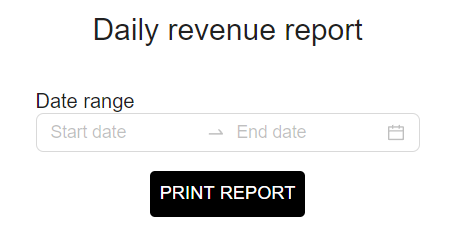 Daily revenue report
Date range
Start date → End date
PRINT REPORT